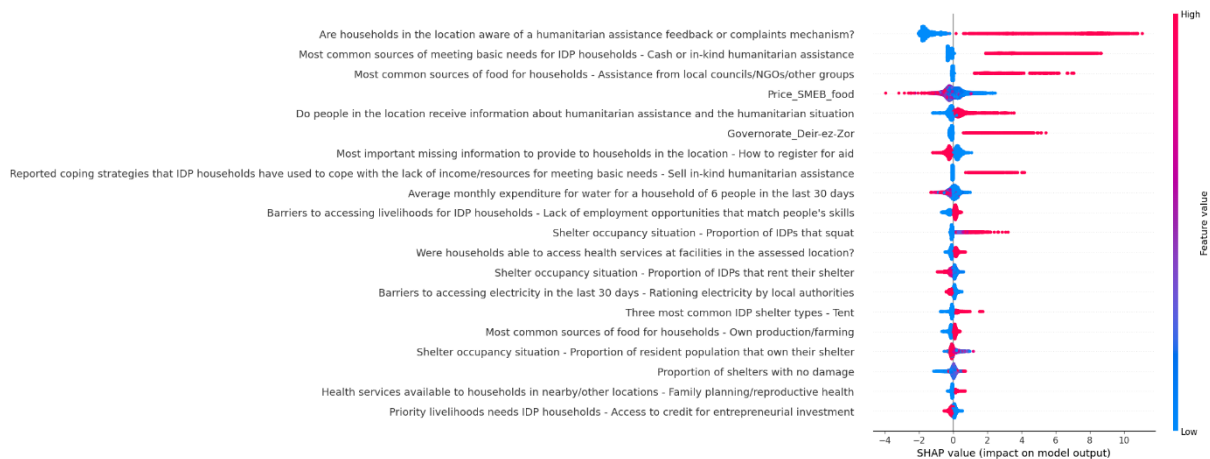 High
Are households in the location aware of a humanitarian assistance feedback or complaints mechanism?
Most common sources of meeting basic needs for IDP households - Cash or in-kind humanitarian assistance
Most common sources of food for households - Assistance from local councils/NGOs/other groups
Price_SMEB_food
Do people in the location receive information about humanitarian assistance and the humanitarian situation
Governorate_Deir-ez-Zor
Most important missing information to provide to households in the location - How to register for aid
Reported coping strategies that IDP households have used to cope with the lack of income/resources for meeting basic needs - Sell in-kind humanitarian assistance
Average monthly expenditure for water for a household of 6 people in the last 30 days
Barriers to accessing livelihoods for IDP households - Lack of employment opportunities that match people's skills
Shelter occupancy situation - Proportion of IDPs that squat
Were households able to access health services at facilities in the assessed location?
Shelter occupancy situation - Proportion of IDPs that rent their shelter
Barriers to accessing electricity in the last 30 days - Rationing electricity by local authorities
Three most common IDP shelter types - Tent
Most common sources of food for households - Own production/farming
Shelter occupancy situation - Proportion of resident population that own their shelter
Proportion of shelters with no damage
Health services available to households in nearby/other locations - Family planning/reproductive health
Priority livelihoods needs IDP households - Access to credit for entrepreneurial investment
Feature value
Low
−4 −2 0 2 4 6 8 10
SHAP value (impact on model output)